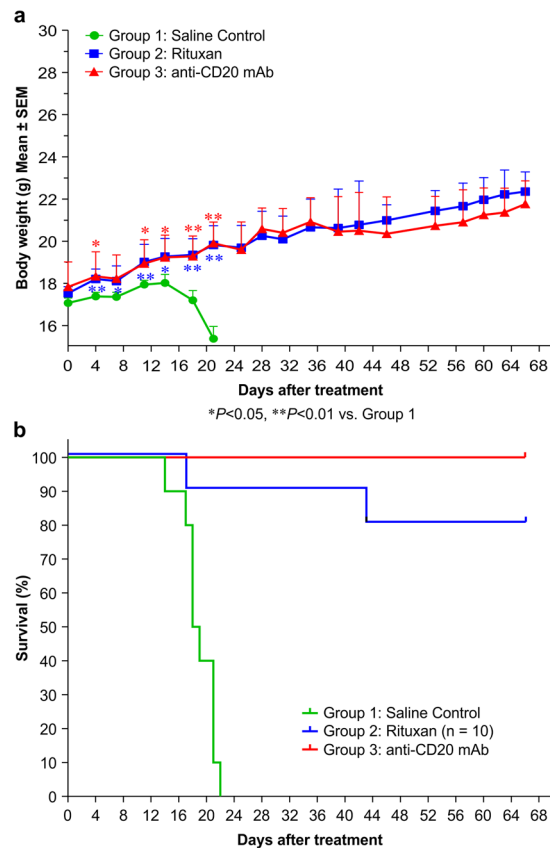 a
Group 1: Saline Control
Group 2: Rituxan
Group 3: anti-CD20 mAb
Body weight (g) Mean ± SEM
30
28
26
24
22
20
18
16
* * * ** **
** * ** * ** **
0 4 8 12 16 20 24 28 32 36 40 44 48 52 56 60 64 68
Days after treatment
*P<0.05, **P<0.01 vs. Group 1
b
Survival (%)
100
90
80
70
60
50
40
30
20
10
0
Group 1: Saline Control
Group 2: Rituxan (n = 10)
Group 3: anti-CD20 mAb
0 4 8 12 16 20 24 28 32 36 40 44 48 52 56 60 64 68
Days after treatment